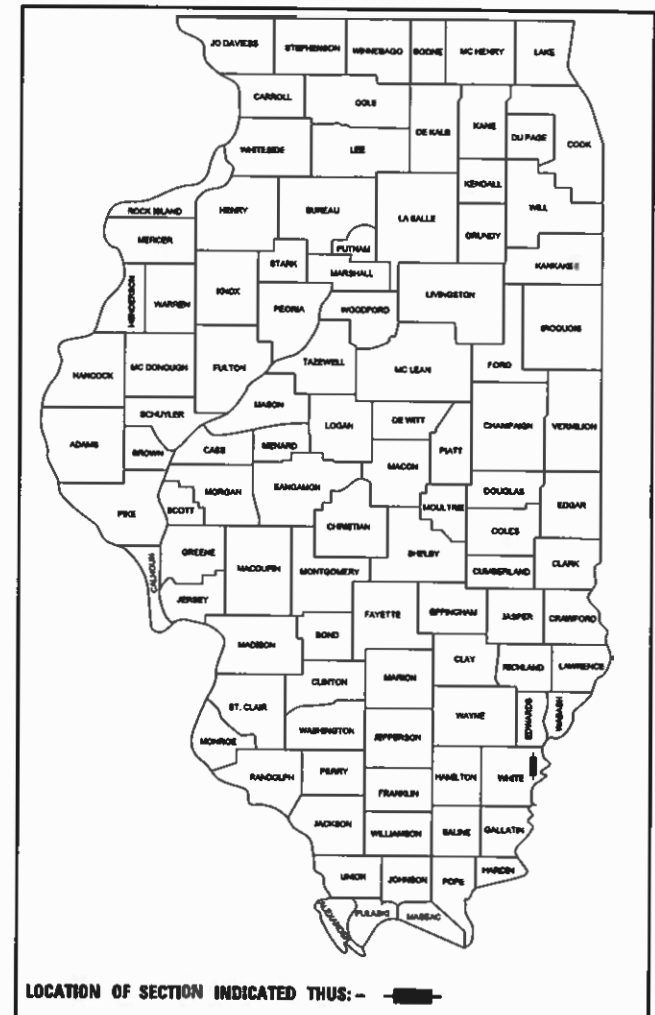 JO DAVIESS STEPHENSON WINNEBAGO BOONE MC HENRY LAKE
CARROLL OGLE DE KALB KANE DU PAGE COOK
WHITESIDE LEE KENDALL WILL
ROCK ISLAND HENRY BUREAU LA SALLE GRUNDY
MERCER PUTNAM KANKAKEE
STARK MARSHALL
HENDERSON WARREN KNOX PEORIA WOODFORD LIVINGSTON IROQUOIS
HANCOCK MC DONOUGH FULTON TAZEWELL MC LEAN FORD
SCHUYLER MASON LOGAN DE WITT CHAMPAIGN VERMILION
ADAMS BROWN CASS MENARD MACON PIATT
PIKE SCOTT MORGAN SANGAMON CHRISTIAN MOULTRIE DOUGLAS EDGAR
COLES
CALHOUN GREENE MACOUPIN MONTGOMERY SHELBY CUMBERLAND CLARK
JERSEY FAYETTE EFFINGHAM JASPER CRAWFORD
MADISON BOND CLAY RICHLAND LAWRENCE
CLINTON MARION
ST. CLAIR WASHINGTON JEFFERSON WAYNE EDWARDS WABASH
MONROE
RANDOLPH PERRY HAMILTON WHITE
FRANKLIN
JACKSON WILLIAMSON SALINE GALLATIN
UNION JOHNSON POPE HARDIN
ALEXANDER PULASKI MASSAC
LOCATION OF SECTION INDICATED THUS: -